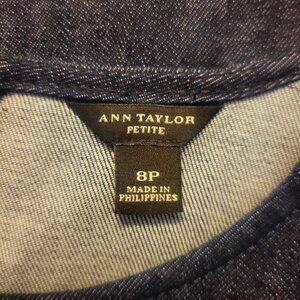 ANN TAYLOR
PETITE
8P
MADE IN
PHILIPPINES